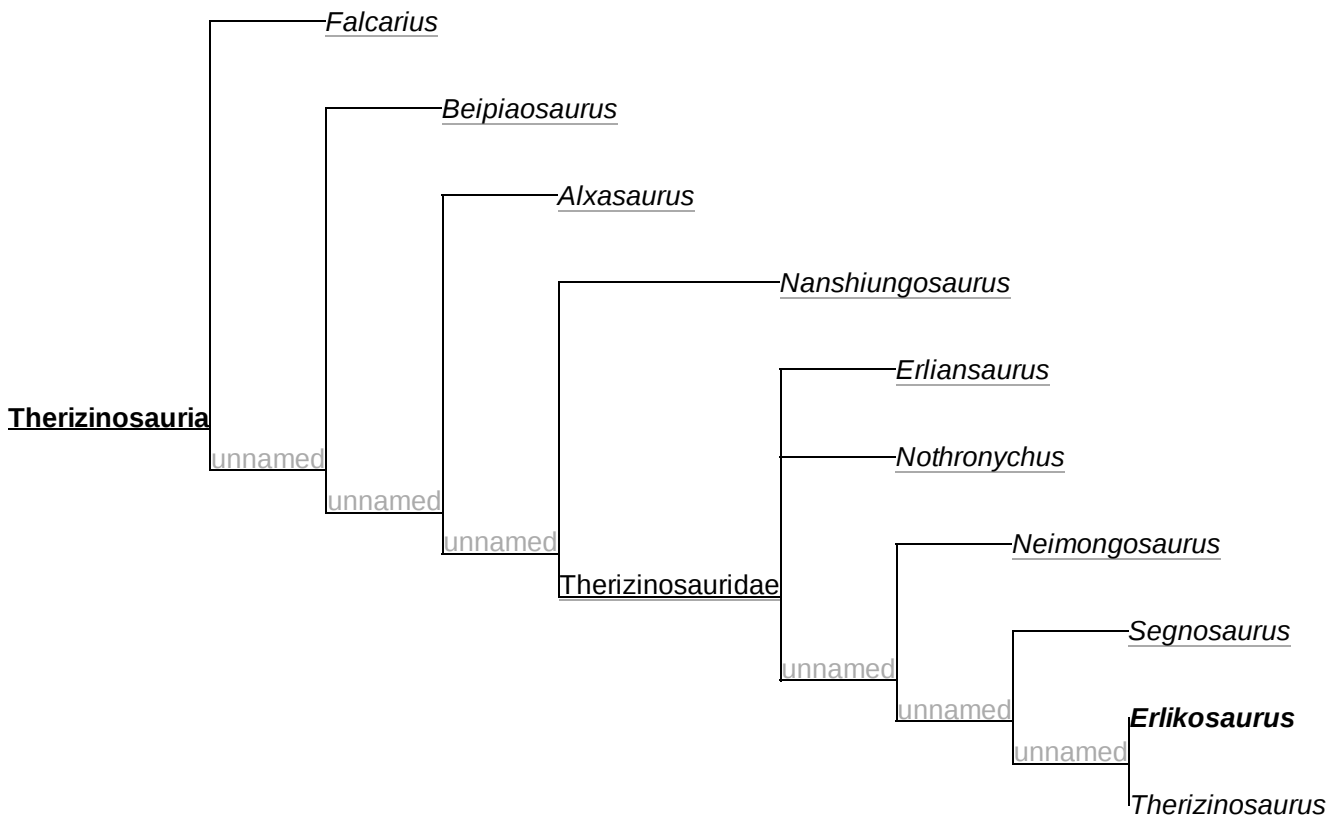 Falcarius
Beipiaosaurus
Alxasaurus
Nanshiungosaurus
Erliansaurus
Therizinosauria
Nothronychus
unnamed
unnamed
unnamed
Neimongosaurus
Therizinosauridae
Segnosaurus
unnamed
unnamed
Erlikosaurus
unnamed
Therizinosaurus